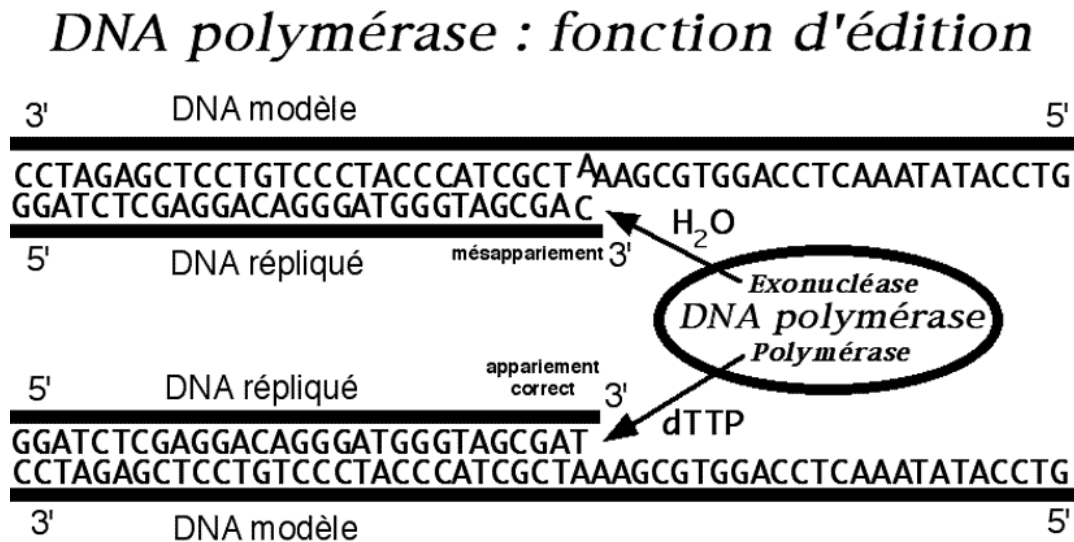 DNA polymérase : fonction d'édition
3' DNA modèle 5'
CCTAGAGCTCCTGTCCCTACCCATCGCTAAAGCGTGGACCTCAAATATACCTG
GGATCTCGAGGACAGGGATGGGTAGCGAC
H2O
5' DNA répliqué mésappariement 3'
Exonucléase
DNA polymérase
Polymérase
appariement
correct
5' DNA répliqué 3'
dTTP
GGATCTCGAGGACAGGGATGGGTAGCGAT
CCTAGAGCTCCTGTCCCTACCCATCGCTAAAGCGTGGACCTCAAATATACCTG
3' DNA modèle 5'